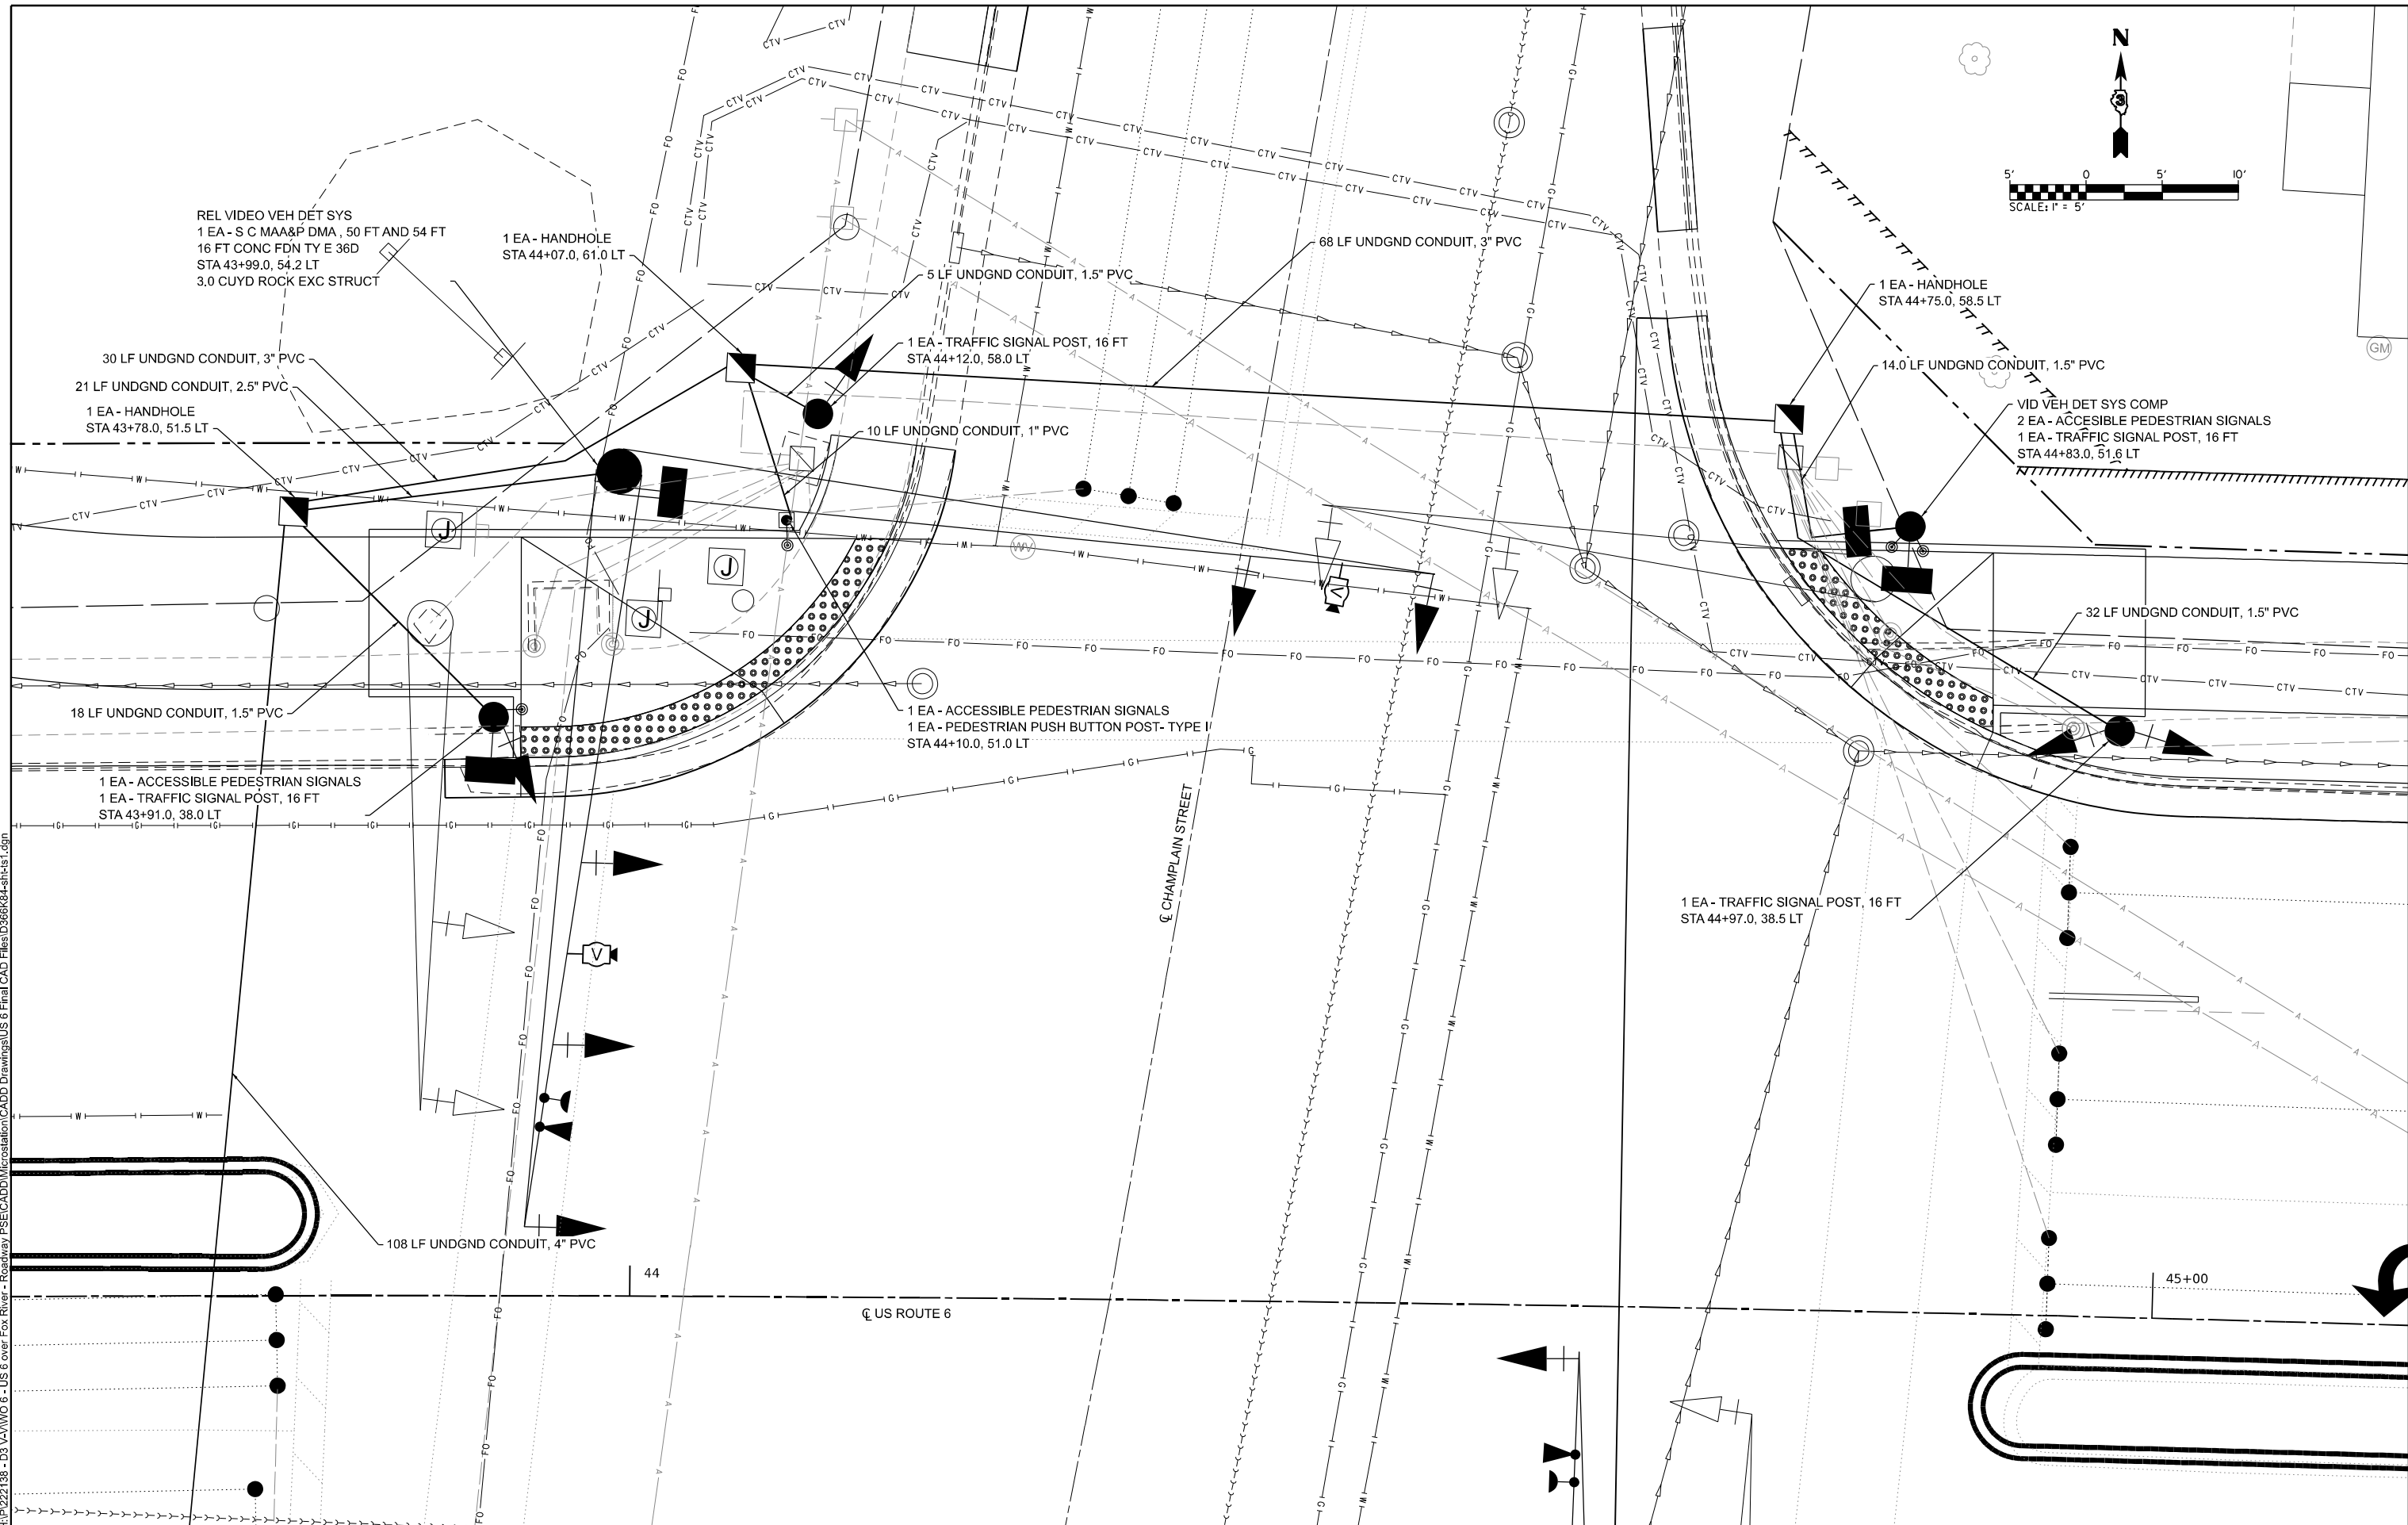 N
3
5' 0 5' 10'
SCALE: 1" = 5'
REL VIDEO VEH DET SYS
1 EA - S C MAA&P DMA , 50 FT AND 54 FT
16 FT CONC FDN TY E 36D
STA 43+99.0, 54.2 LT
3.0 CUYD ROCK EXC STRUCT
1 EA - HANDHOLE
STA 44+07.0, 61.0 LT
68 LF UNDGND CONDUIT, 3" PVC
5 LF UNDGND CONDUIT, 1.5" PVC
1 EA - HANDHOLE
STA 44+75.0, 58.5 LT
1 EA - TRAFFIC SIGNAL POST, 16 FT
STA 44+12.0, 58.0 LT
30 LF UNDGND CONDUIT, 3" PVC
21 LF UNDGND CONDUIT, 2.5" PVC
1 EA - HANDHOLE
STA 43+78.0, 51.5 LT
14.0 LF UNDGND CONDUIT, 1.5" PVC
GM
VID VEH DET SYS COMP
2 EA - ACCESIBLE PEDESTRIAN SIGNALS
1 EA - TRAFFIC SIGNAL POST, 16 FT
STA 44+83.0, 51.6 LT
10 LF UNDGND CONDUIT, 1" PVC
J
J
J
WV
V
32 LF UNDGND CONDUIT, 1.5" PVC
18 LF UNDGND CONDUIT, 1.5" PVC
1 EA - ACCESSIBLE PEDESTRIAN SIGNALS
1 EA - PEDESTRIAN PUSH BUTTON POST- TYPE I
STA 44+10.0, 51.0 LT
1 EA - ACCESSIBLE PEDESTRIAN SIGNALS
1 EA - TRAFFIC SIGNAL POST, 16 FT
STA 43+91.0, 38.0 LT
℄ CHAMPLAIN STREET
1 EA - TRAFFIC SIGNAL POST, 16 FT
STA 44+97.0, 38.5 LT
V
108 LF UNDGND CONDUIT, 4" PVC
44
45+00
℄ US ROUTE 6